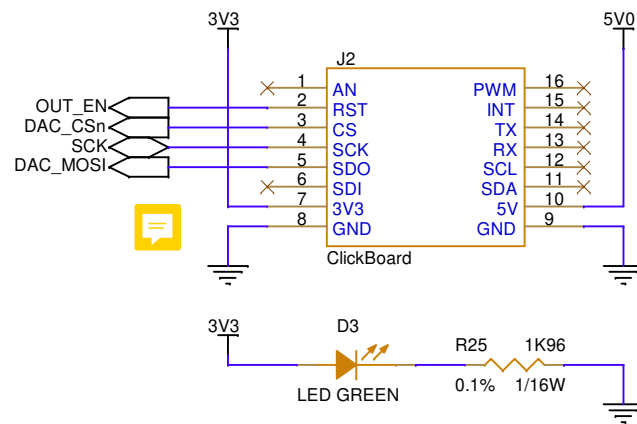 3V3
5V0
J2
1 AN PWM 16
OUT_EN 2 RST INT 15
DAC_CSn 3 CS TX 14
SCK 4 SCK RX 13
DAC_MOSI 5 SDO SCL 12
6 SDI SDA 11
7 3V3 5V 10
8 GND GND 9
ClickBoard
3V3
D3
R25 1K96
LED GREEN
0.1% 1/16W